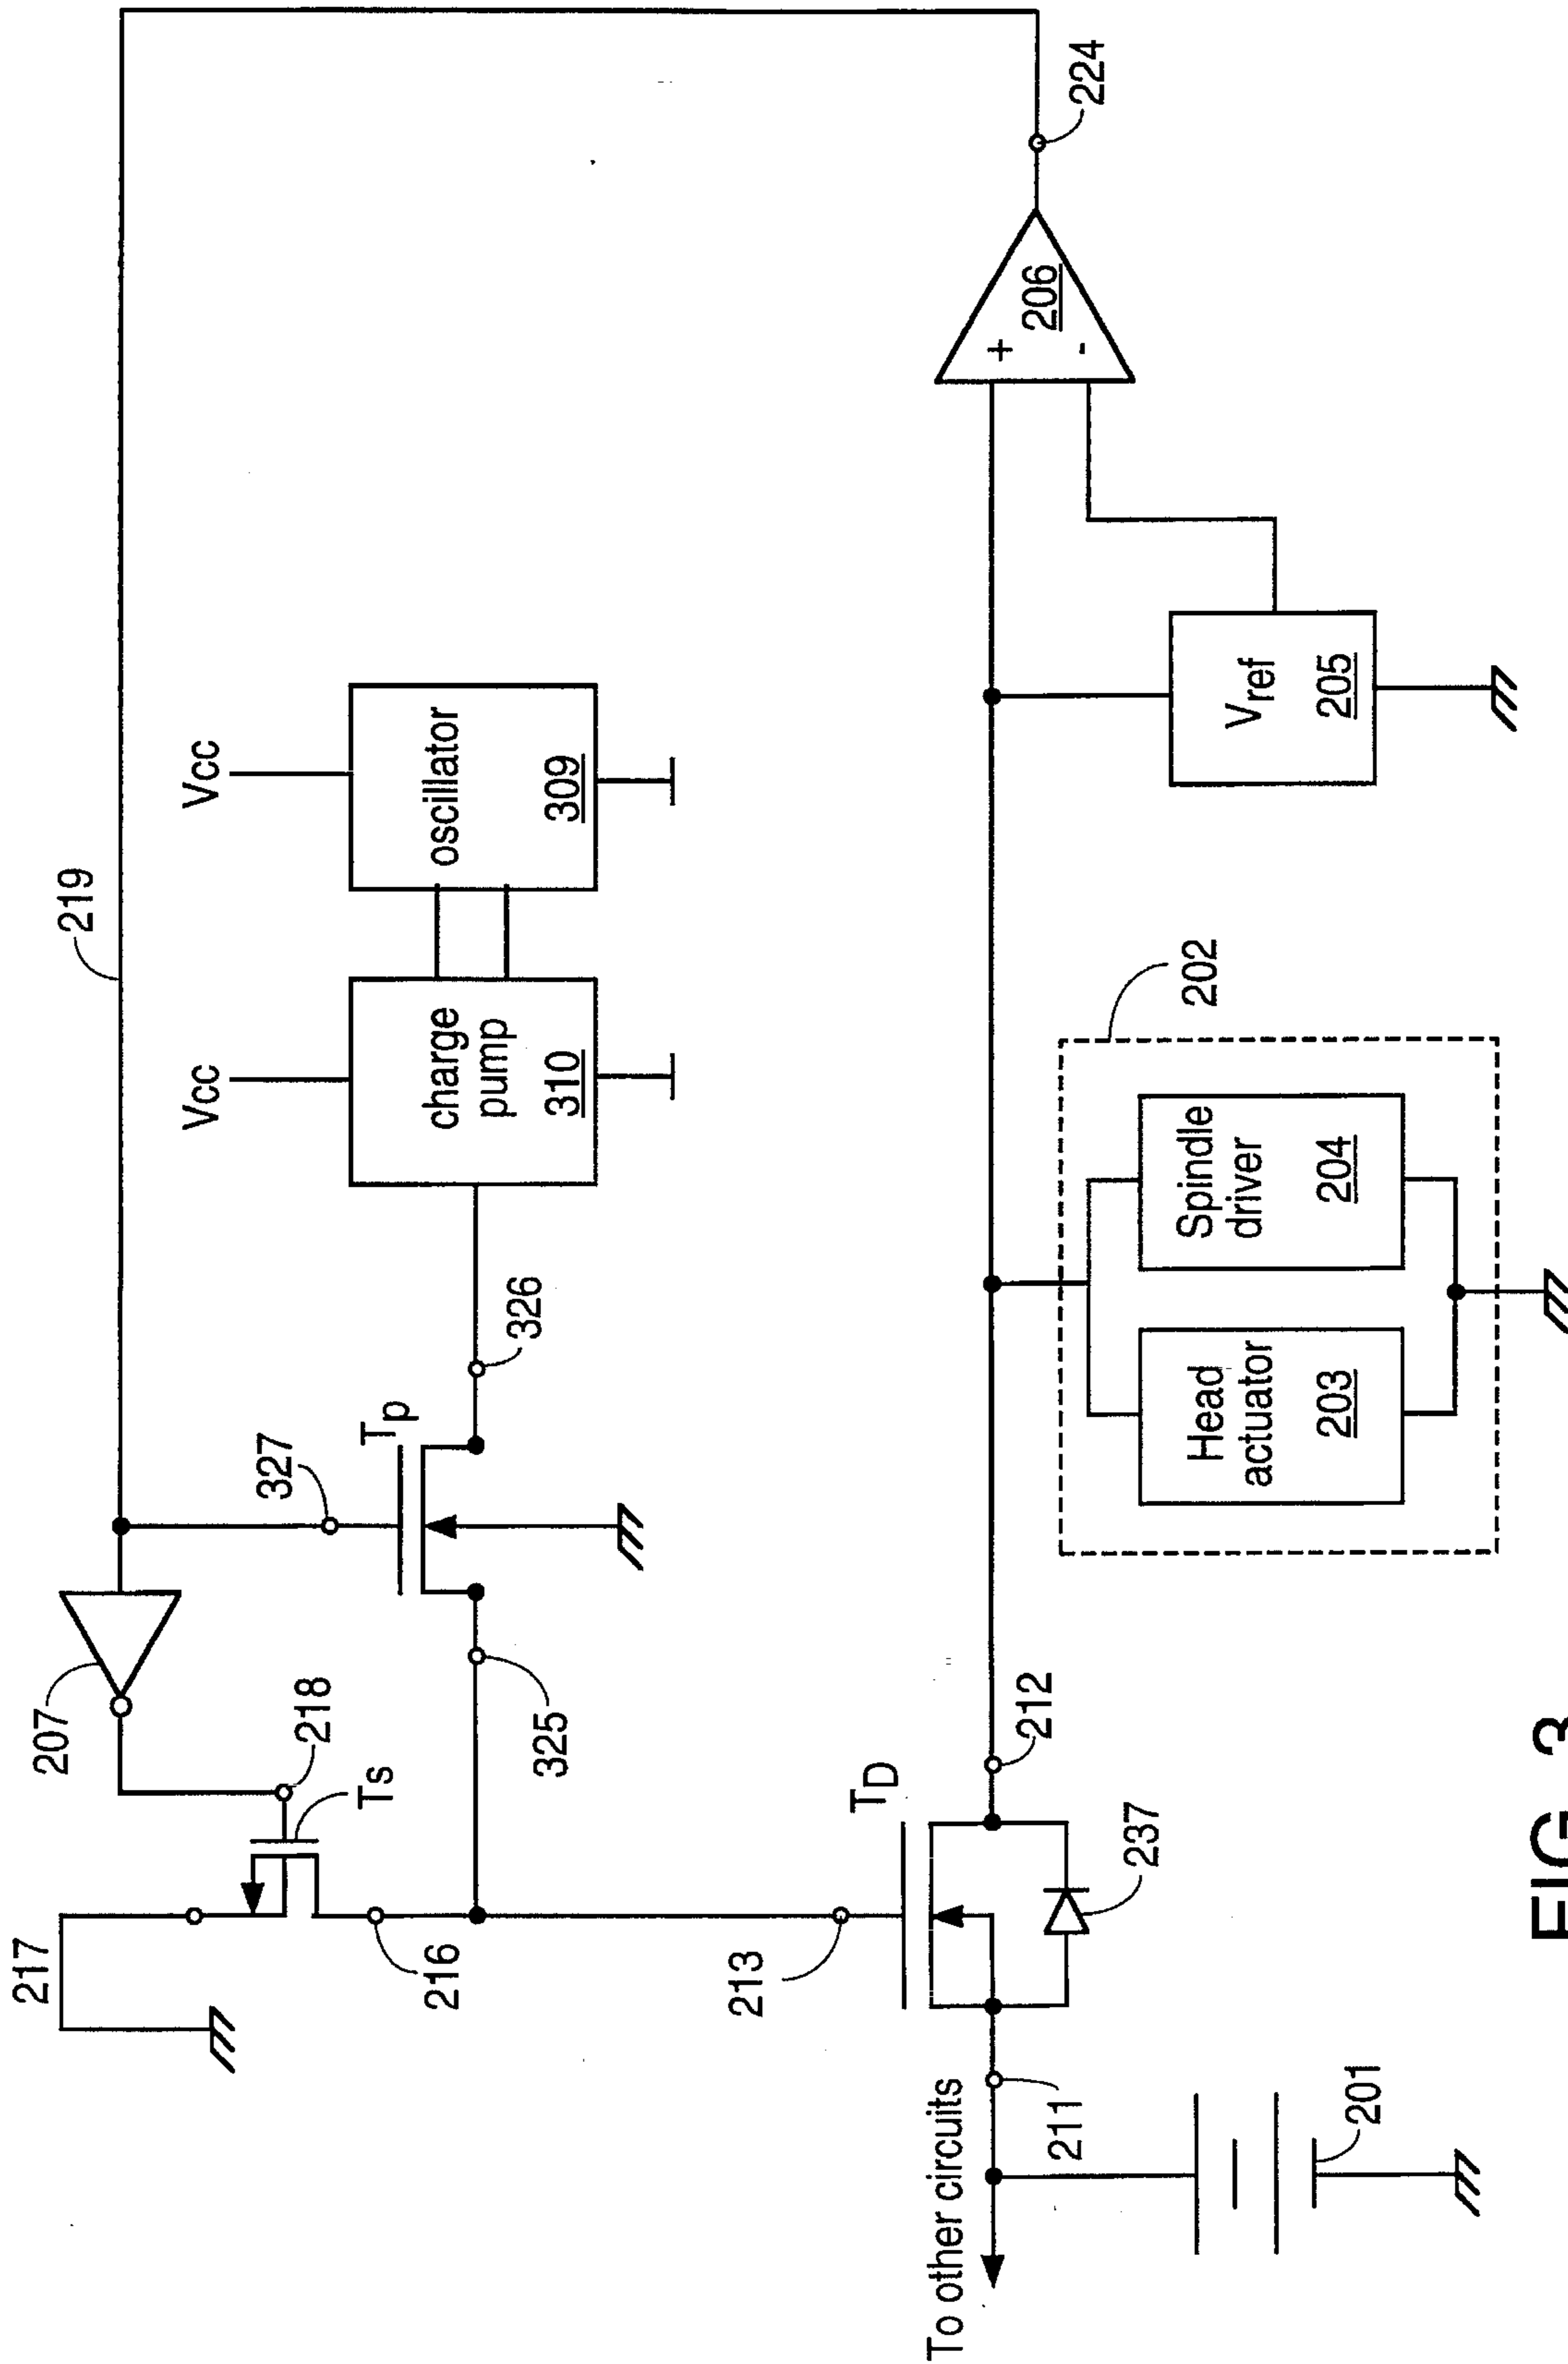 217
207
219
218
Ts
216
327
Tp
325
326
Vcc
charge
pump
310
Vcc
oscillator
309
213
TD
To other circuits
211
212
237
201
202
Head
actuator
203
Spindle
driver
204
Vref
205
+
-
206
224
FIG. 3